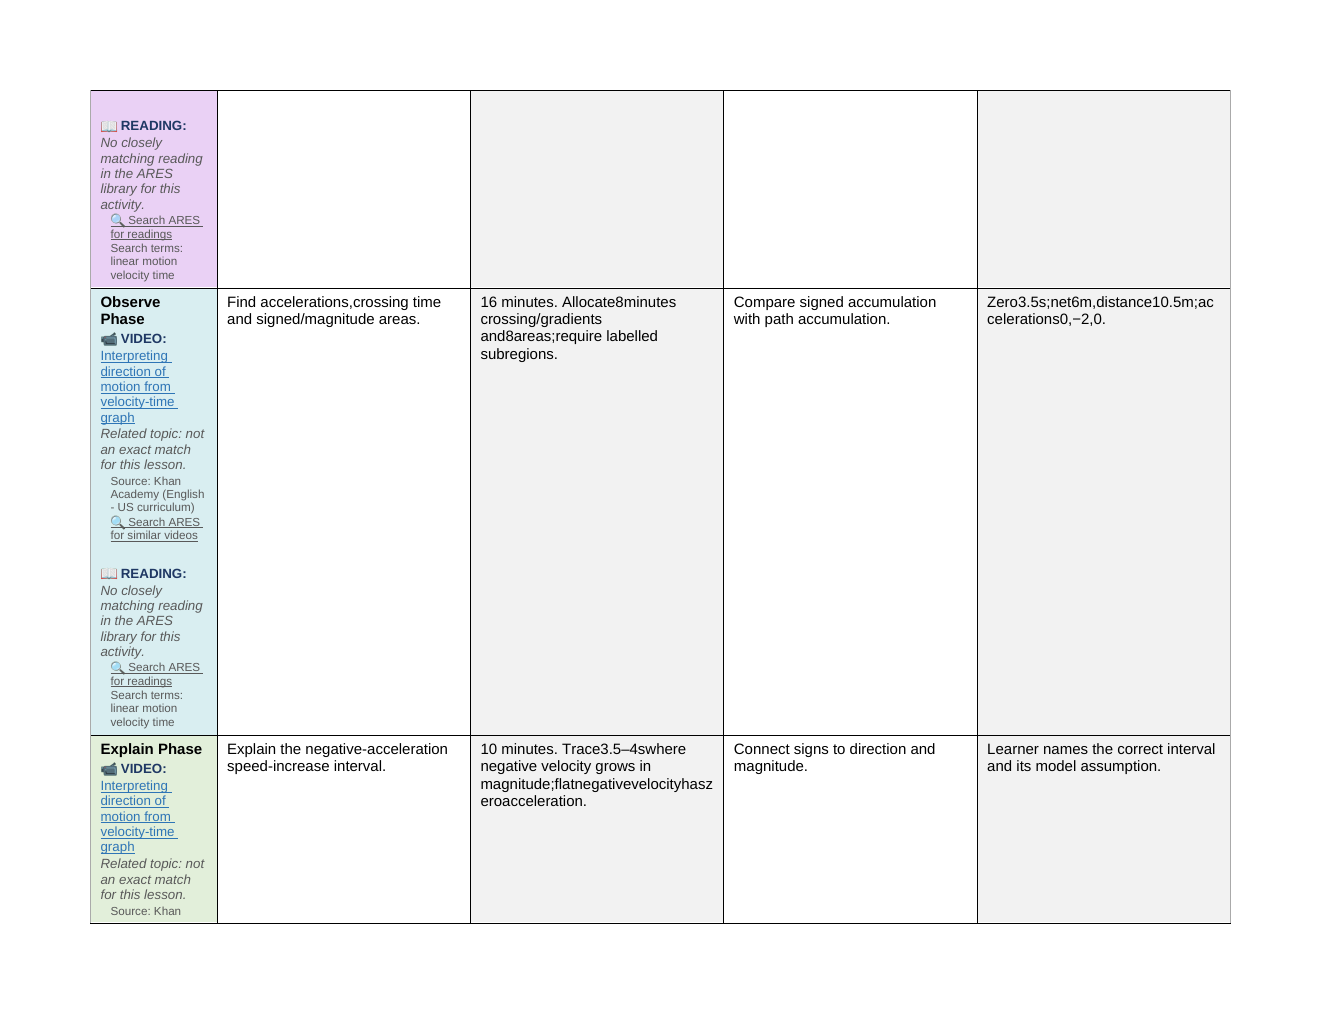 📖 READING:
No closely
matching reading
in the ARES
library for this
activity.
🔍 Search ARES
for readings
Search terms:
linear motion
velocity time
Observe
Phase
📹 VIDEO:
Interpreting
direction of
motion from
velocity-time
graph
Related topic: not
an exact match
for this lesson.
Source: Khan
Academy (English
- US curriculum)
🔍 Search ARES
for similar videos
📖 READING:
No closely
matching reading
in the ARES
library for this
activity.
🔍 Search ARES
for readings
Search terms:
linear motion
velocity time
Find accelerations,crossing time
and signed/magnitude areas.
16 minutes. Allocate8minutes
crossing/gradients
and8areas;require labelled
subregions.
Compare signed accumulation
with path accumulation.
Zero3.5s;net6m,distance10.5m;ac
celerations0,−2,0.
Explain Phase
📹 VIDEO:
Interpreting
direction of
motion from
velocity-time
graph
Related topic: not
an exact match
for this lesson.
Source: Khan
Explain the negative-acceleration
speed-increase interval.
10 minutes. Trace3.5–4swhere
negative velocity grows in
magnitude;flatnegativevelocityhasz
eroacceleration.
Connect signs to direction and
magnitude.
Learner names the correct interval
and its model assumption.